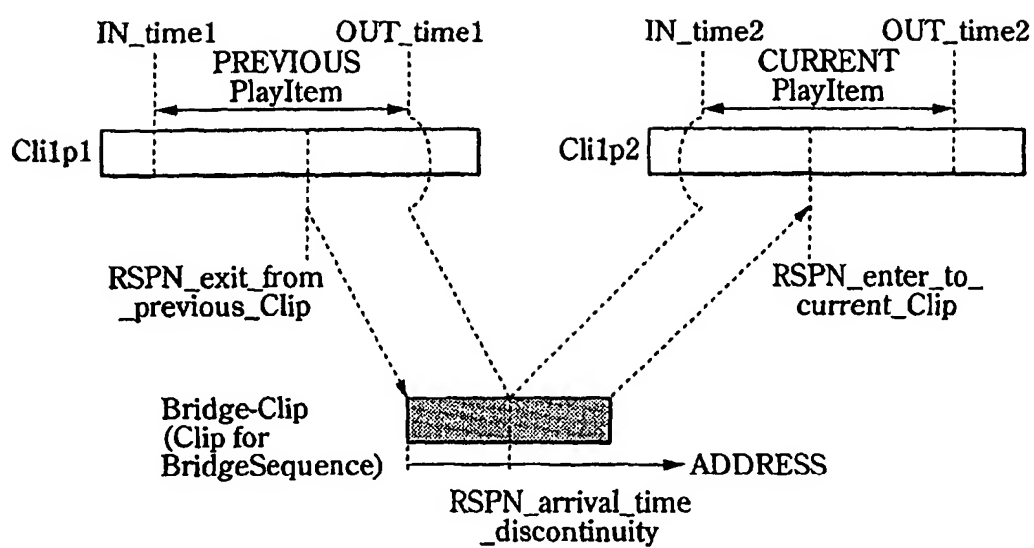 IN_time1
OUT_time1
IN_time2
OUT_time2
PREVIOUS
PlayItem
CURRENT
PlayItem
Cli1p1
Cli1p2
RSPN_exit_from
_previous_Clip
RSPN_enter_to_
current_Clip
Bridge-Clip
(Clip for
BridgeSequence)
ADDRESS
RSPN_arrival_time
_discontinuity